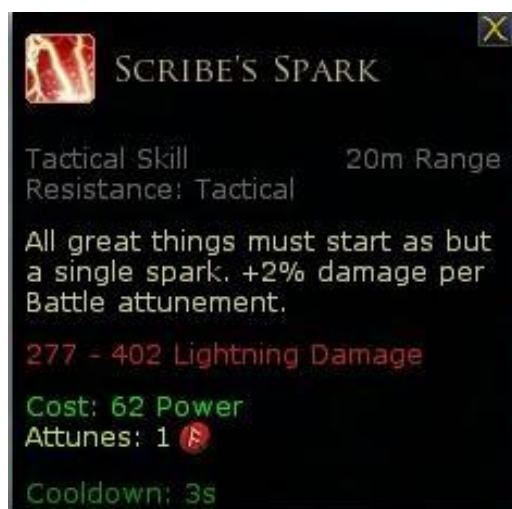 SCRIBE'S SPARK
Tactical Skill 20m Range
Resistance: Tactical
All great things must start as but
a single spark. +2% damage per
Battle attunement.
277 - 402 Lightning Damage
Cost: 62 Power
Attunes: 1
Cooldown: 3s